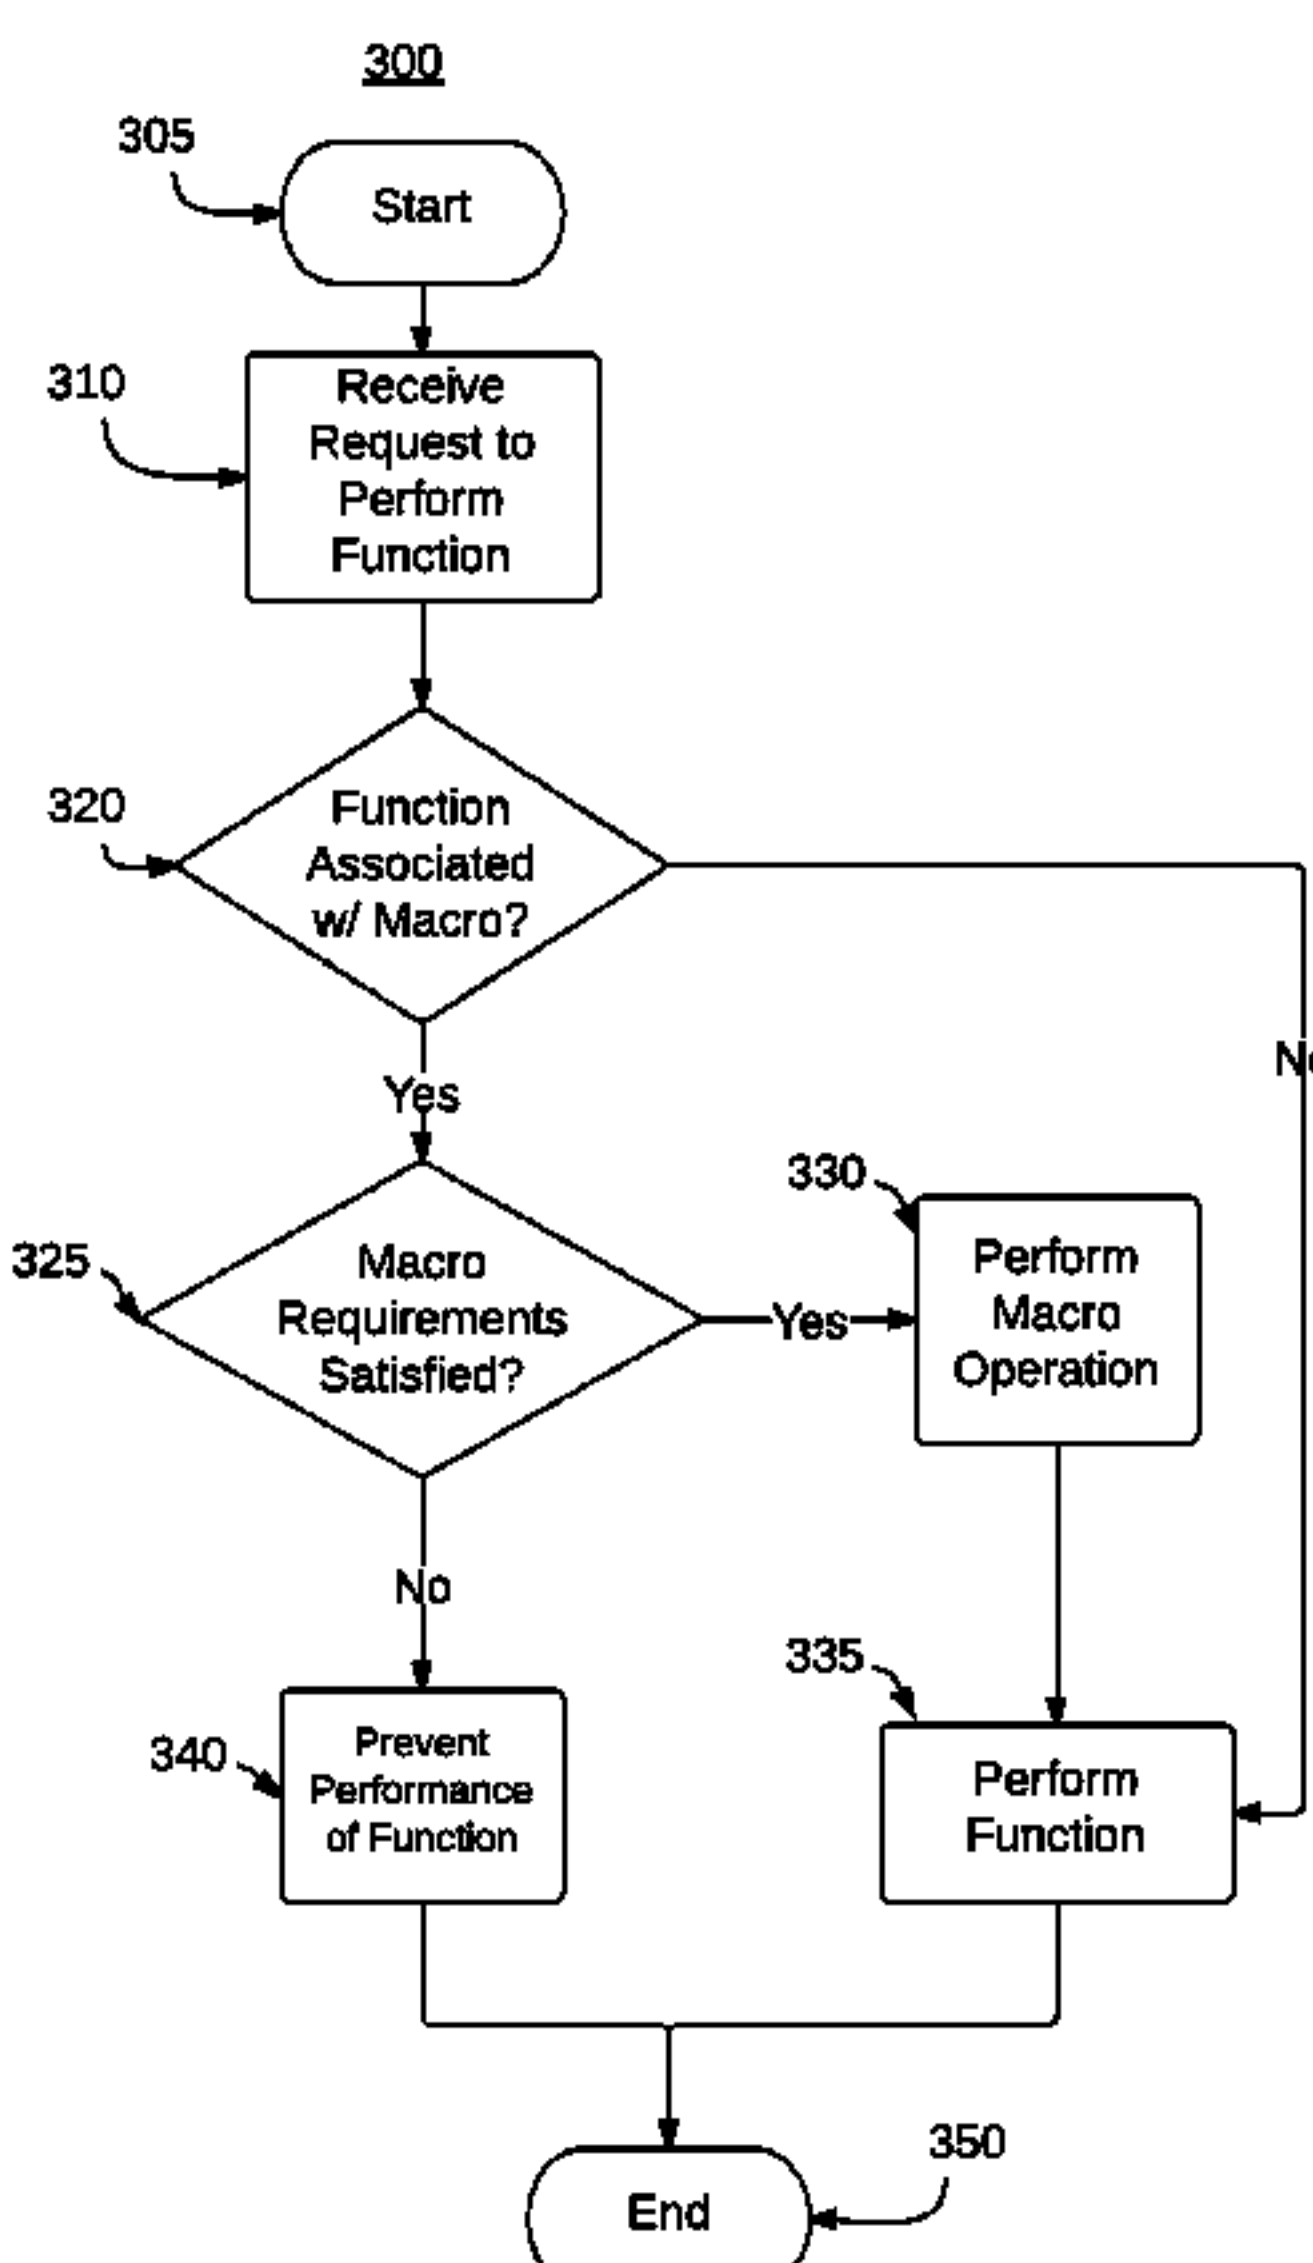 300
305
Start
310
Receive
Request to
Perform
Function
320
Function
Associated
w/ Macro?
Yes
325
Macro
Requirements
Satisfied?
Yes
330
Perform
Macro
Operation
No
335
Perform
Function
340
Prevent
Performance
of Function
350
End